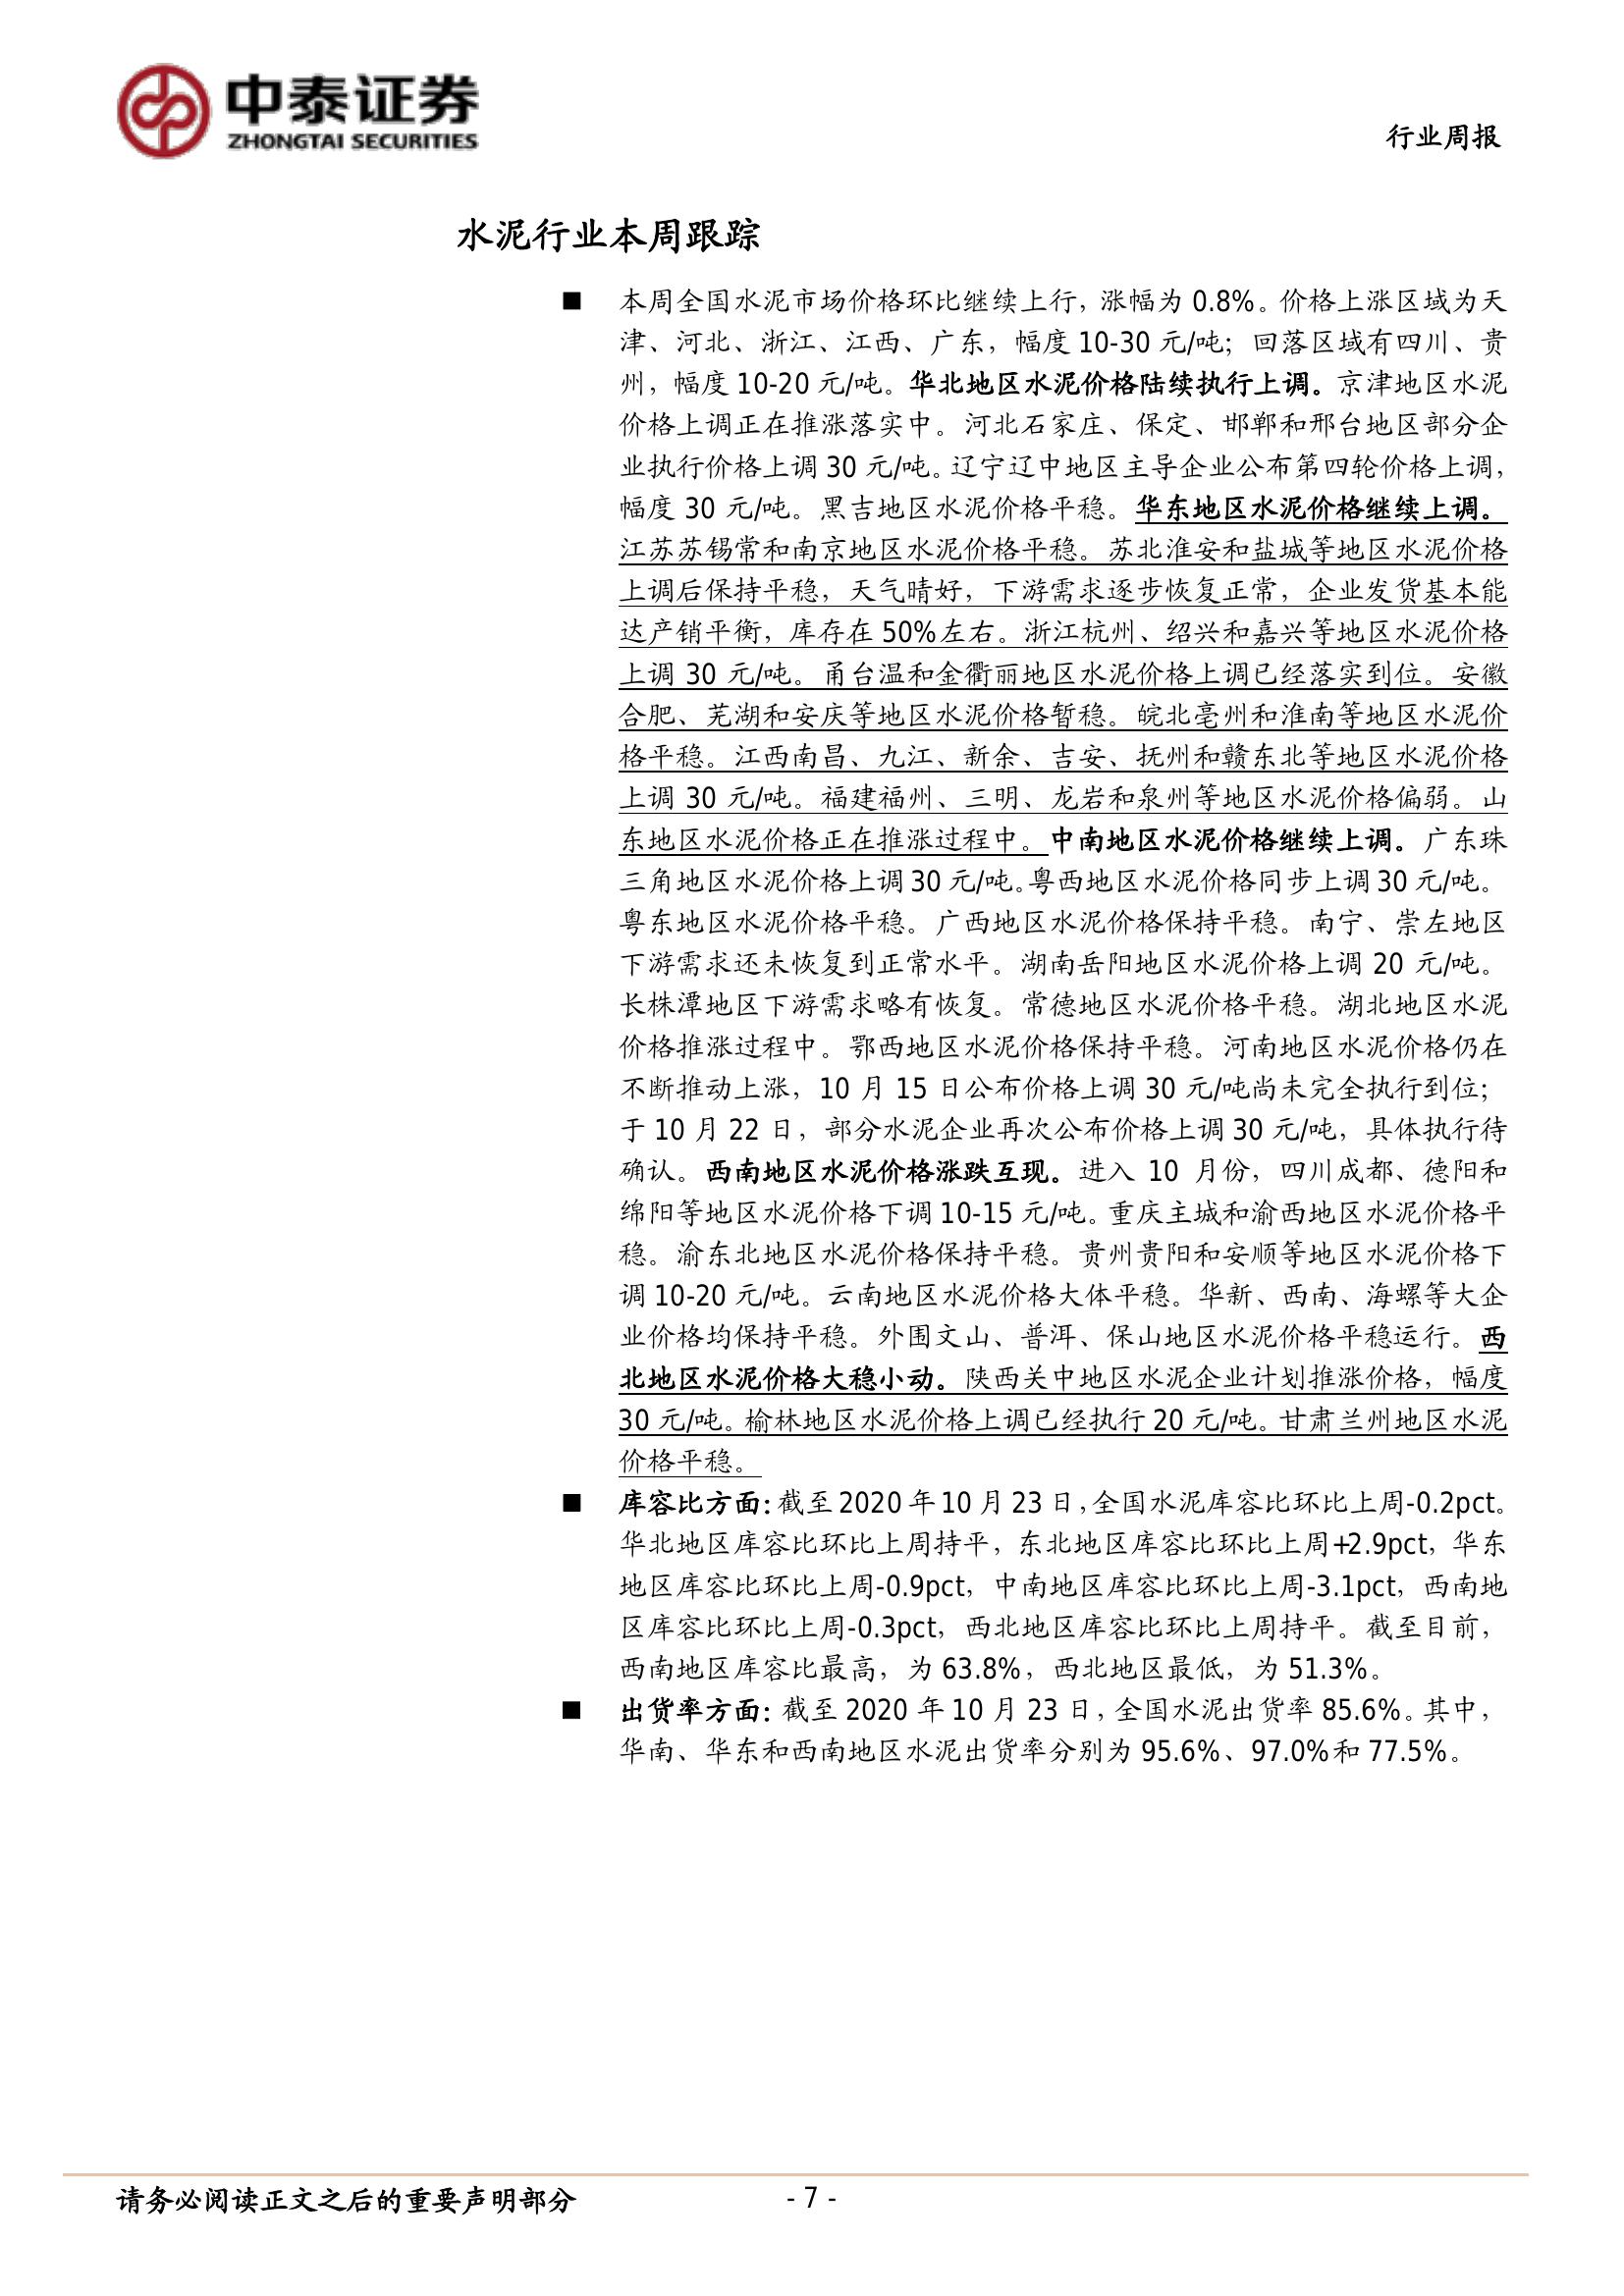 中泰证券
ZHONGTAI SECURITIES
行业周报
水泥行业本周跟踪
■ 本周全国水泥市场价格环比继续上行，涨幅为 0.8%。价格上涨区域为天
津、河北、浙江、江西、广东，幅度 10-30 元/吨；回落区域有四川、贵
州，幅度 10-20 元/吨。华北地区水泥价格陆续执行上调。京津地区水泥
价格上调正在推涨落实中。河北石家庄、保定、邯郸和邢台地区部分企
业执行价格上调 30 元/吨。辽宁辽中地区主导企业公布第四轮价格上调，
幅度 30 元/吨。黑吉地区水泥价格平稳。华东地区水泥价格继续上调。
江苏苏锡常和南京地区水泥价格平稳。苏北淮安和盐城等地区水泥价格
上调后保持平稳，天气晴好，下游需求逐步恢复正常，企业发货基本能
达产销平衡，库存在 50%左右。浙江杭州、绍兴和嘉兴等地区水泥价格
上调 30 元/吨。甬台温和金衢丽地区水泥价格上调已经落实到位。安徽
合肥、芜湖和安庆等地区水泥价格暂稳。皖北亳州和淮南等地区水泥价
格平稳。江西南昌、九江、新余、吉安、抚州和赣东北等地区水泥价格
上调 30 元/吨。福建福州、三明、龙岩和泉州等地区水泥价格偏弱。山
东地区水泥价格正在推涨过程中。中南地区水泥价格继续上调。广东珠
三角地区水泥价格上调 30 元/吨。粤西地区水泥价格同步上调 30 元/吨。
粤东地区水泥价格平稳。广西地区水泥价格保持平稳。南宁、崇左地区
下游需求还未恢复到正常水平。湖南岳阳地区水泥价格上调 20 元/吨。
长株潭地区下游需求略有恢复。常德地区水泥价格平稳。湖北地区水泥
价格推涨过程中。鄂西地区水泥价格保持平稳。河南地区水泥价格仍在
不断推动上涨，10 月 15 日公布价格上调 30 元/吨尚未完全执行到位；
于 10 月 22 日，部分水泥企业再次公布价格上调 30 元/吨，具体执行待
确认。西南地区水泥价格涨跌互现。进入 10 月份，四川成都、德阳和
绵阳等地区水泥价格下调 10-15 元/吨。重庆主城和渝西地区水泥价格平
稳。渝东北地区水泥价格保持平稳。贵州贵阳和安顺等地区水泥价格下
调 10-20 元/吨。云南地区水泥价格大体平稳。华新、西南、海螺等大企
业价格均保持平稳。外围文山、普洱、保山地区水泥价格平稳运行。西
北地区水泥价格大稳小动。陕西关中地区水泥企业计划推涨价格，幅度
30 元/吨。榆林地区水泥价格上调已经执行 20 元/吨。甘肃兰州地区水泥
价格平稳。
■ 库容比方面：截至 2020 年 10 月 23 日，全国水泥库容比环比上周-0.2pct。
华北地区库容比环比上周持平，东北地区库容比环比上周+2.9pct，华东
地区库容比环比上周-0.9pct，中南地区库容比环比上周-3.1pct，西南地
区库容比环比上周-0.3pct，西北地区库容比环比上周持平。截至目前，
西南地区库容比最高，为 63.8%，西北地区最低，为 51.3%。
■ 出货率方面：截至 2020 年 10 月 23 日，全国水泥出货率 85.6%。其中，
华南、华东和西南地区水泥出货率分别为 95.6%、97.0%和 77.5%。
请务必阅读正文之后的重要声明部分
- 7 -